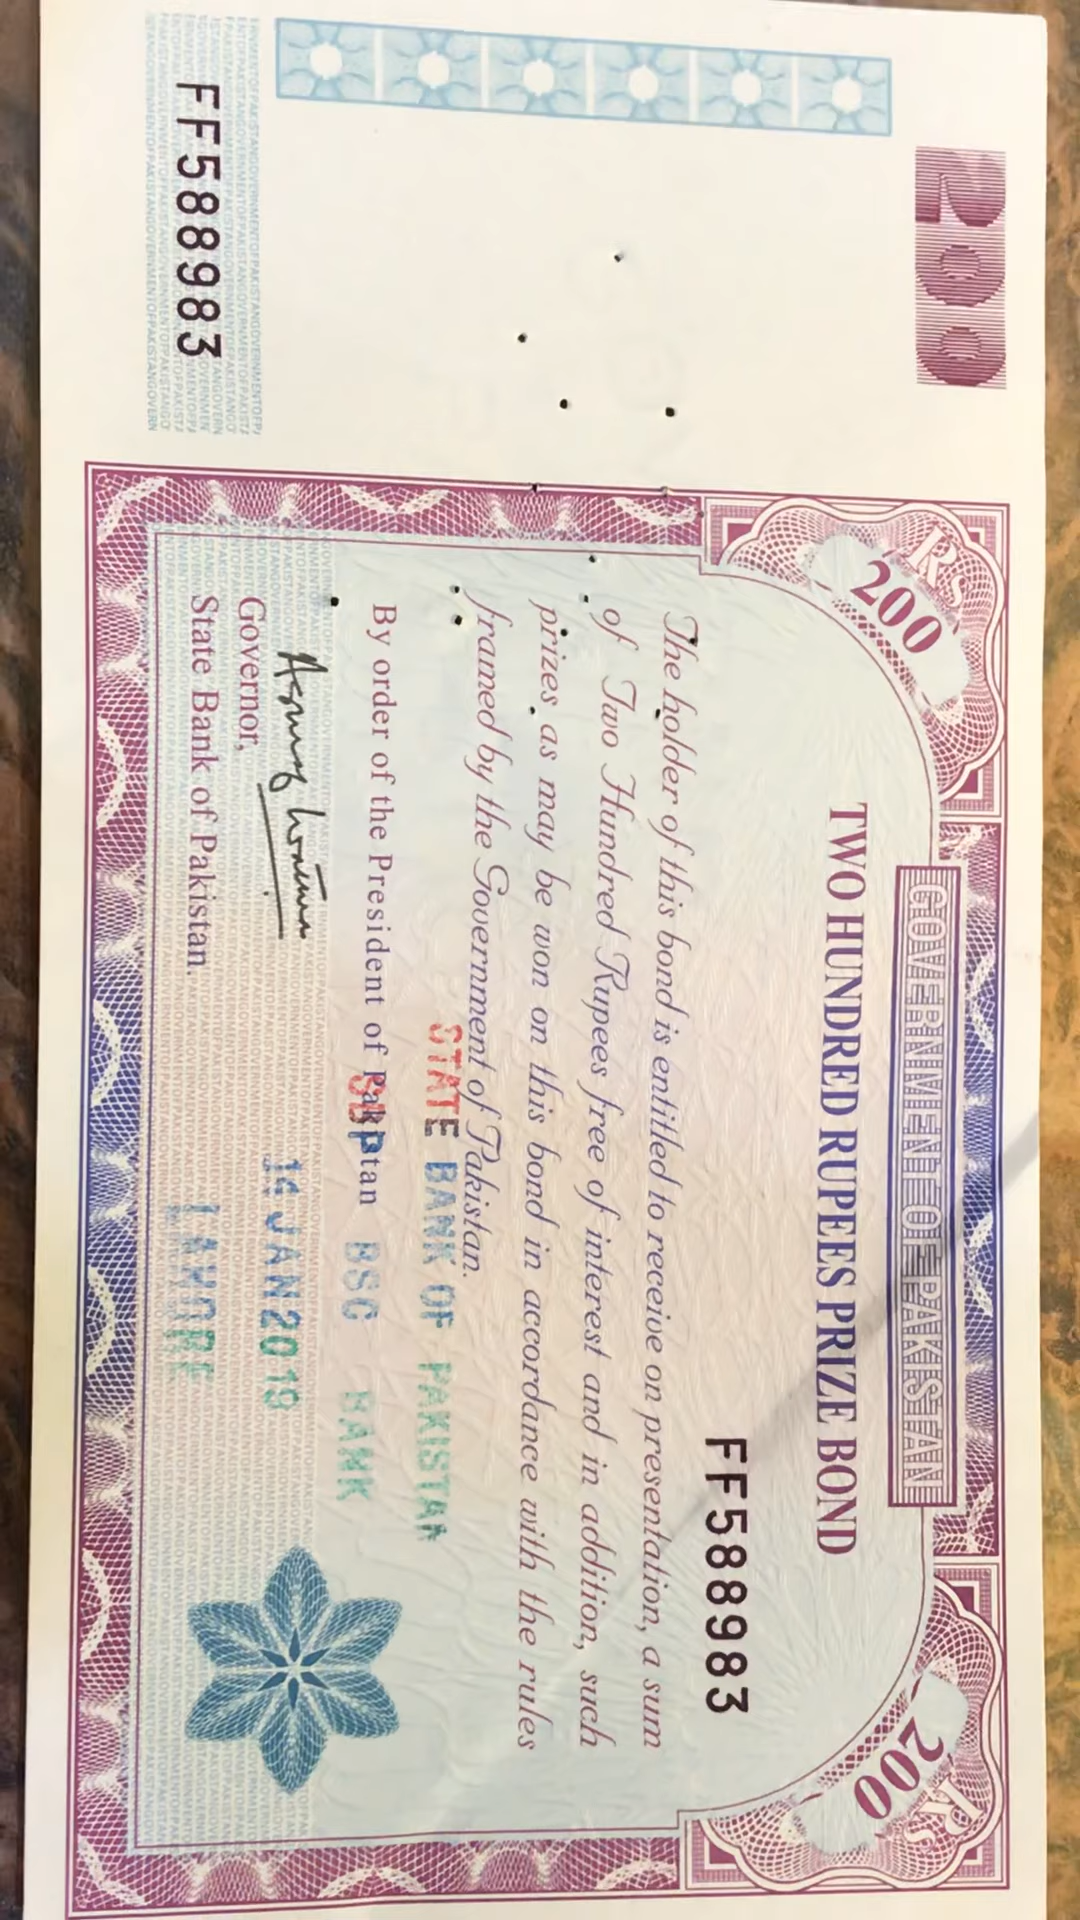 200
FF588983
GOVERNMENT OF PAKISTAN
RS 200
RS 200
TWO HUNDRED RUPEES PRIZE BOND
FF588983
The holder of this bond is entitled to receive on presentation, a sum
of Two Hundred Rupees free of interest and in addition, such
prizes as may be won on this bond in accordance with the rules
framed by the Government of Pakistan.
STATE BANK OF PAKISTAN
By order of the President of Pakistan
SBP BSC BANK
14 JAN 2019
LAHORE
Governor,
State Bank of Pakistan.